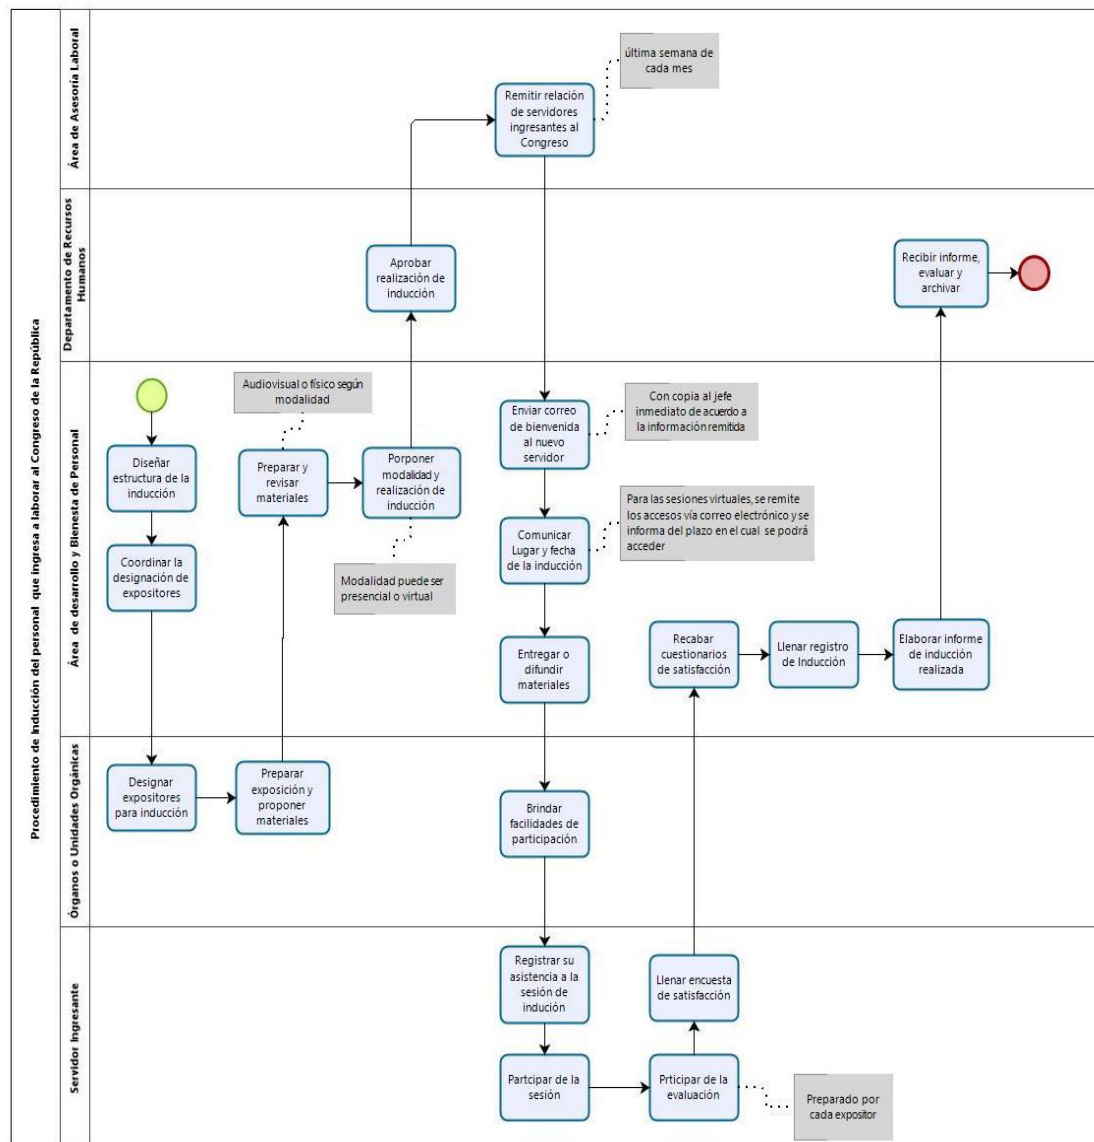 Procedimiento de Inducción del personal que ingresa a laborar al Congreso de la República
Área de Asesoría Laboral
última semana de
cada mes
Remitir relación
de servidores
ingresantes al
Congreso
Departamento de Recursos
Humanos
Aprobar
realización de
inducción
Recibir informe,
evaluar y
archivar
Área de desarrollo y Bienesta de Personal
Diseñar
estructura de la
inducción
Coordinar la
designación de
expositores
Audiovisual o físico según
modalidad
Preparar y
revisar
materiales
Porponer
modalidad y
realización de
inducción
Modalidad puede ser
presencial o virtual
Enviar correo
de bienvenida
al nuevo
servidor
Con copia al jefe
inmediato de acuerdo a
la información remitida
Comunicar
Lugar y fecha
de la inducción
Para las sesiones virtuales, se remite
los accesos vía correo electrónico y se
informa del plazo en el cual se podrá
acceder
Entregar o
difundir
materiales
Recabar
cuestionarios
de satisfacción
Llenar registro
de Inducción
Elaborar informe
de inducción
realizada
Órganos o Unidades Orgánicas
Designar
expositores
para inducción
Preparar
exposición y
proponer
materiales
Brindar
facilidades de
participación
Servidor Ingresante
Registrar su
asistencia a la
sesión de
indución
Partcipar de la
sesión
Prticipar de la
evaluación
Llenar encuesta
de satisfacción
Preparado por
cada expositor